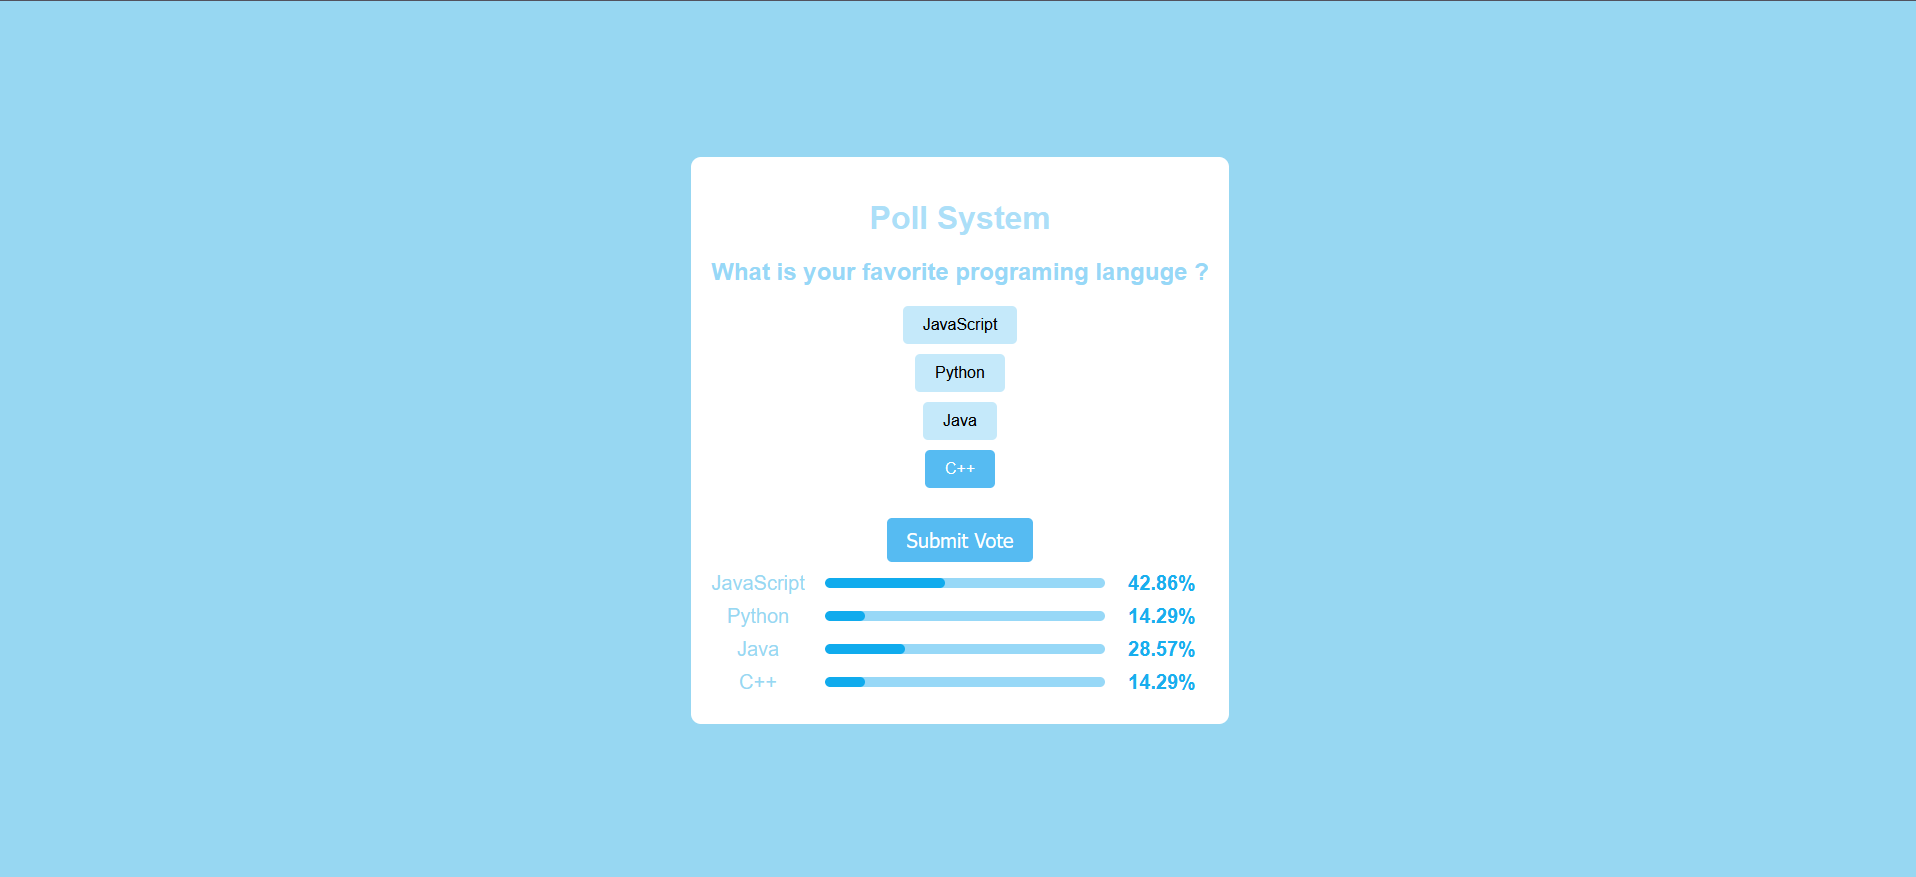 Poll System
What is your favorite programing languge ?
JavaScript
Python
Java
C++
Submit Vote
JavaScript 42.86%
Python 14.29%
Java 28.57%
C++ 14.29%